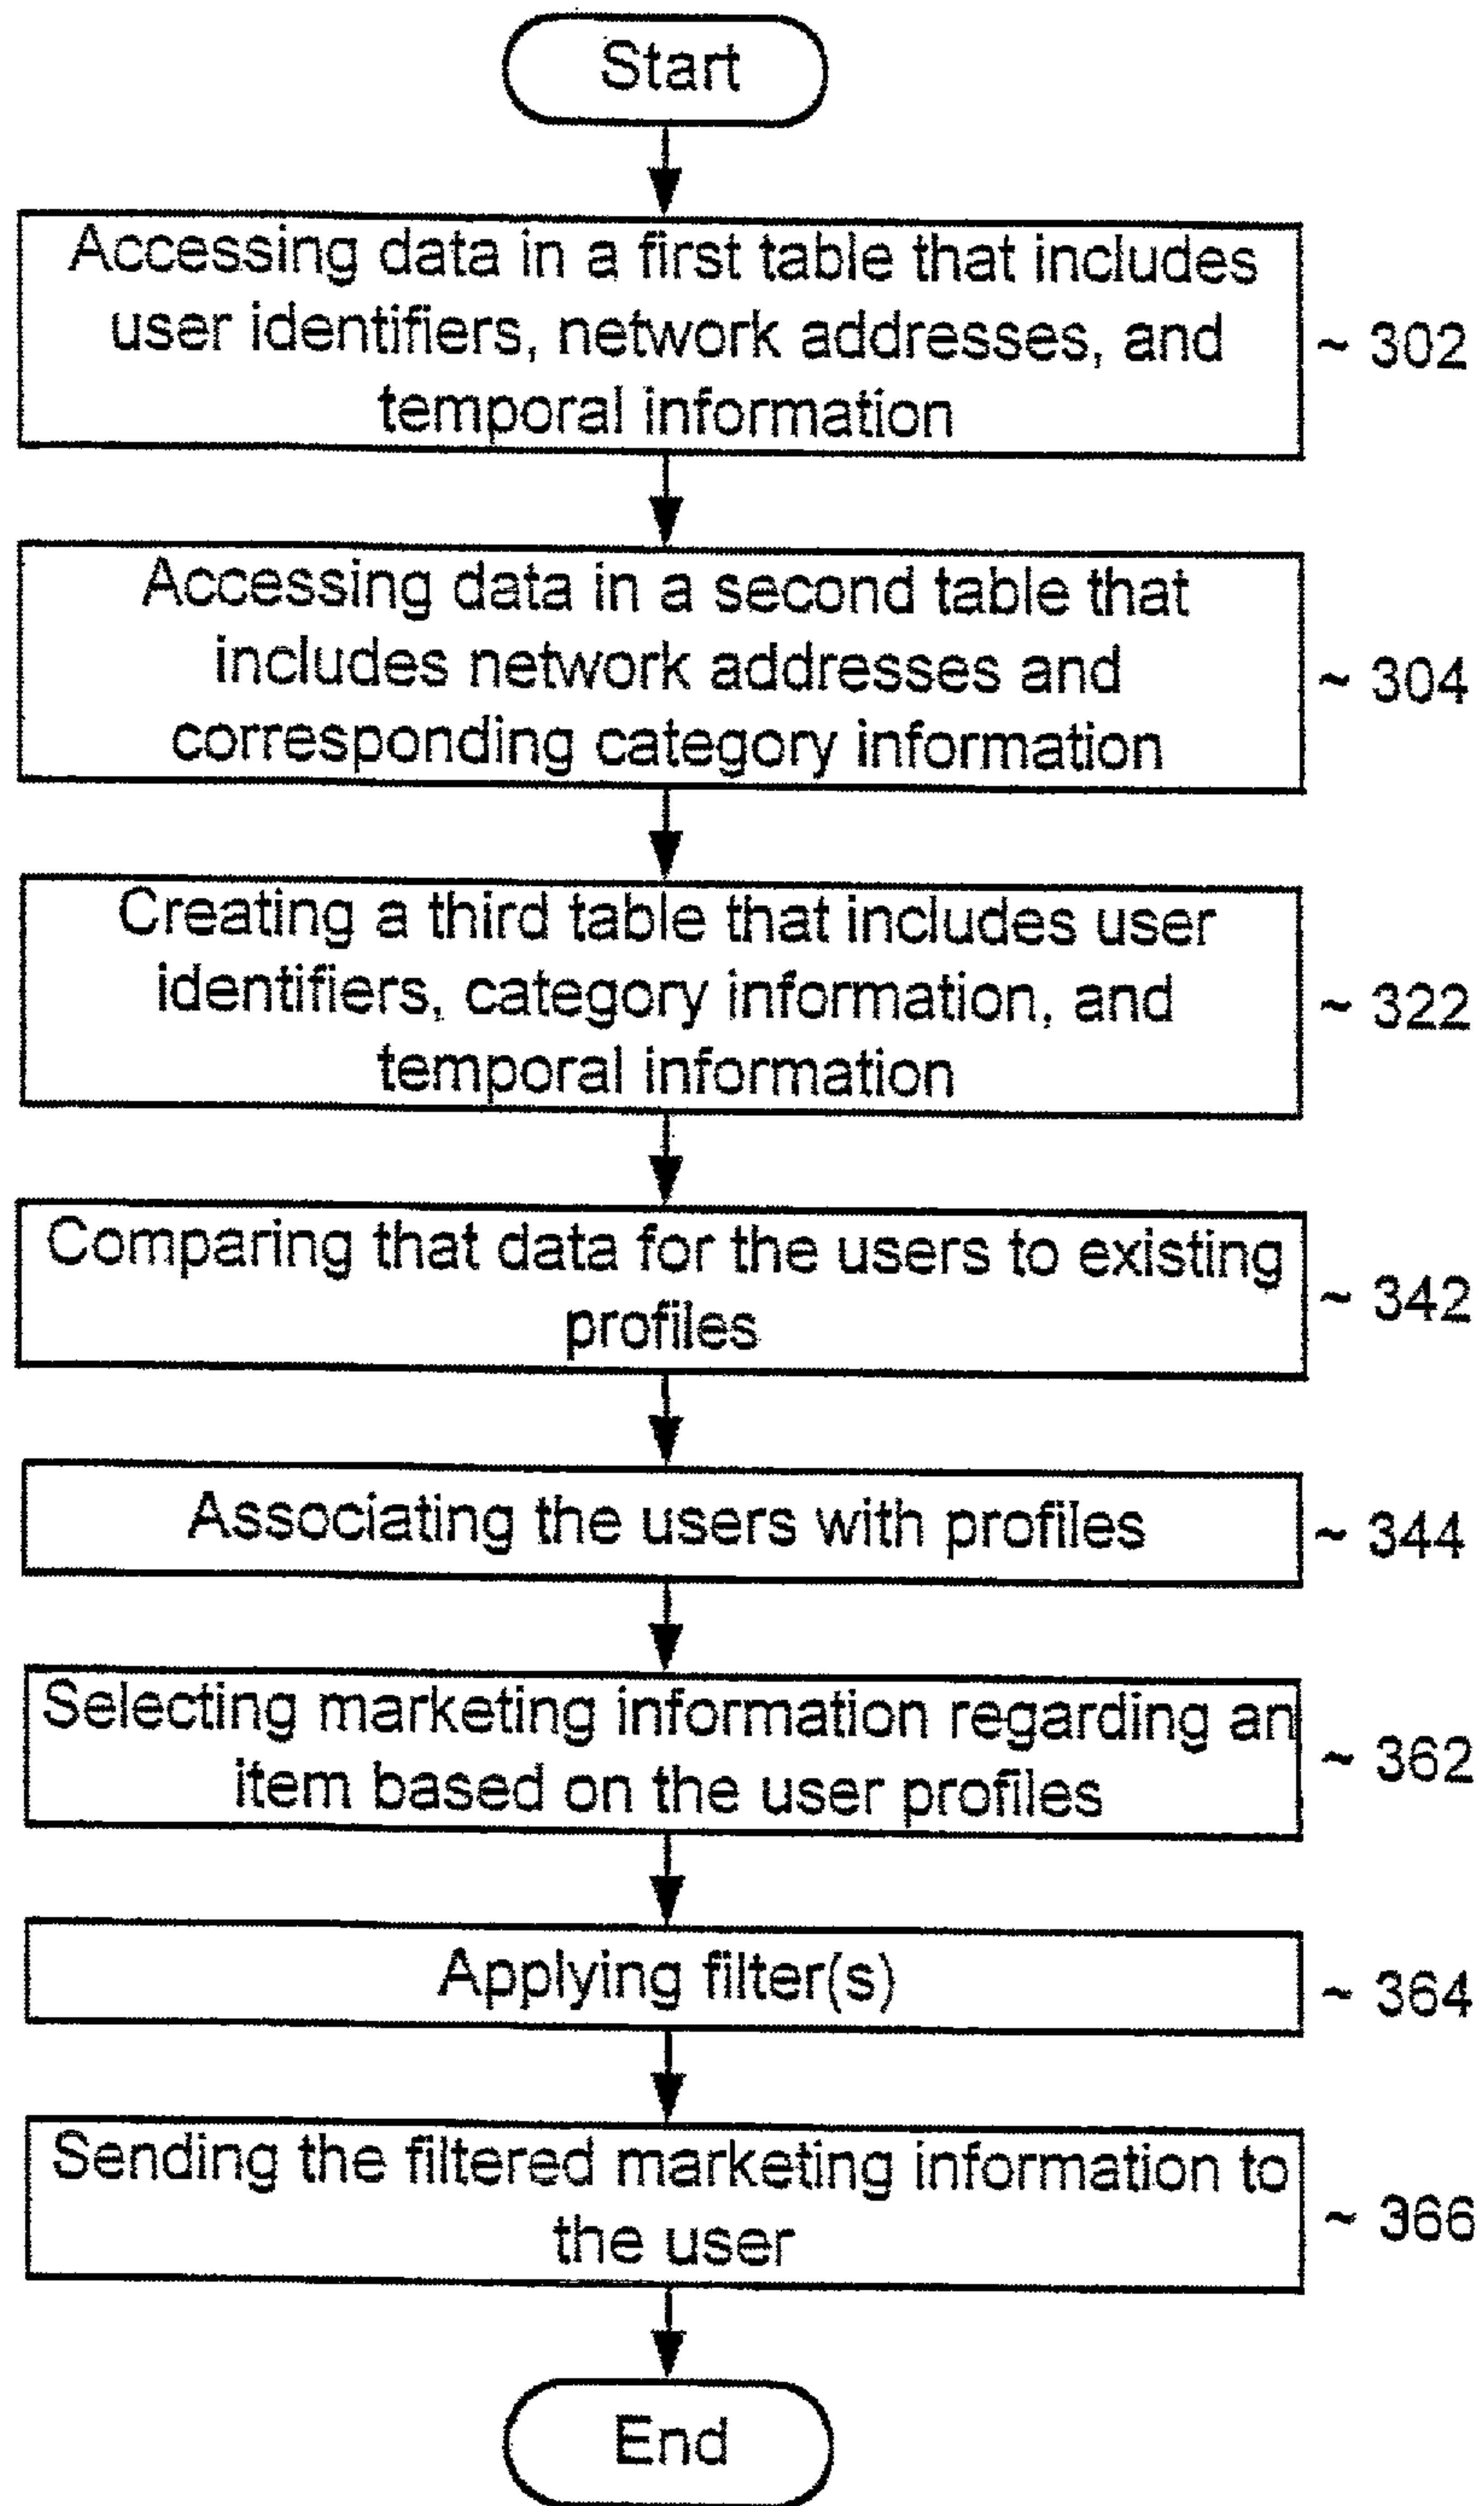 Start
Accessing data in a first table that includes
user identifiers, network addresses, and
temporal information
~ 302
Accessing data in a second table that
includes network addresses and
corresponding category information
~ 304
Creating a third table that includes user
identifiers, category information, and
temporal information
~ 322
Comparing that data for the users to existing
profiles
~ 342
Associating the users with profiles
~ 344
Selecting marketing information regarding an
item based on the user profiles
~ 362
Applying filter(s)
~ 364
Sending the filtered marketing information to
the user
~ 366
End